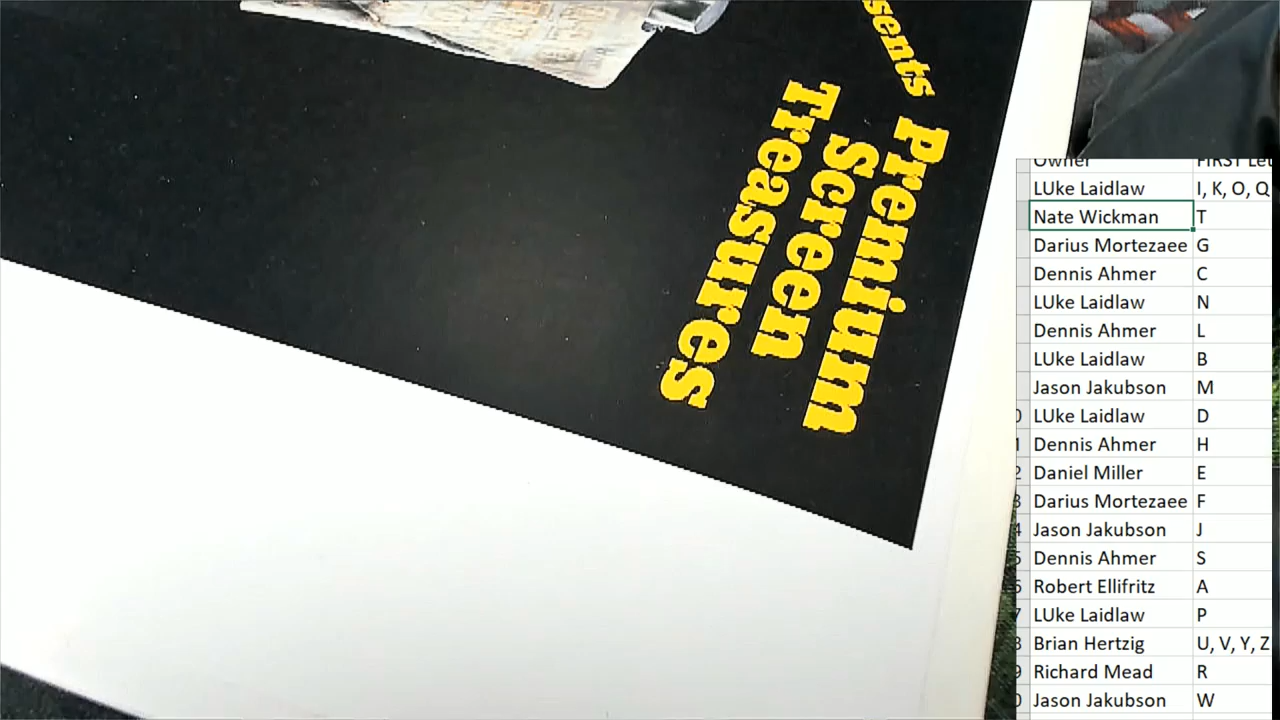 sents
Premium
Screen
Treasures
Owner
LUke Laidlaw I, K, O, Q
Nate Wickman T
Darius Mortezaee G
Dennis Ahmer C
LUke Laidlaw N
Dennis Ahmer L
LUke Laidlaw B
Jason Jakubson M
LUke Laidlaw D
Dennis Ahmer H
Daniel Miller E
Darius Mortezaee F
Jason Jakubson J
Dennis Ahmer S
Robert Ellifritz A
LUke Laidlaw P
Brian Hertzig U, V, Y, Z
Richard Mead R
Jason Jakubson W